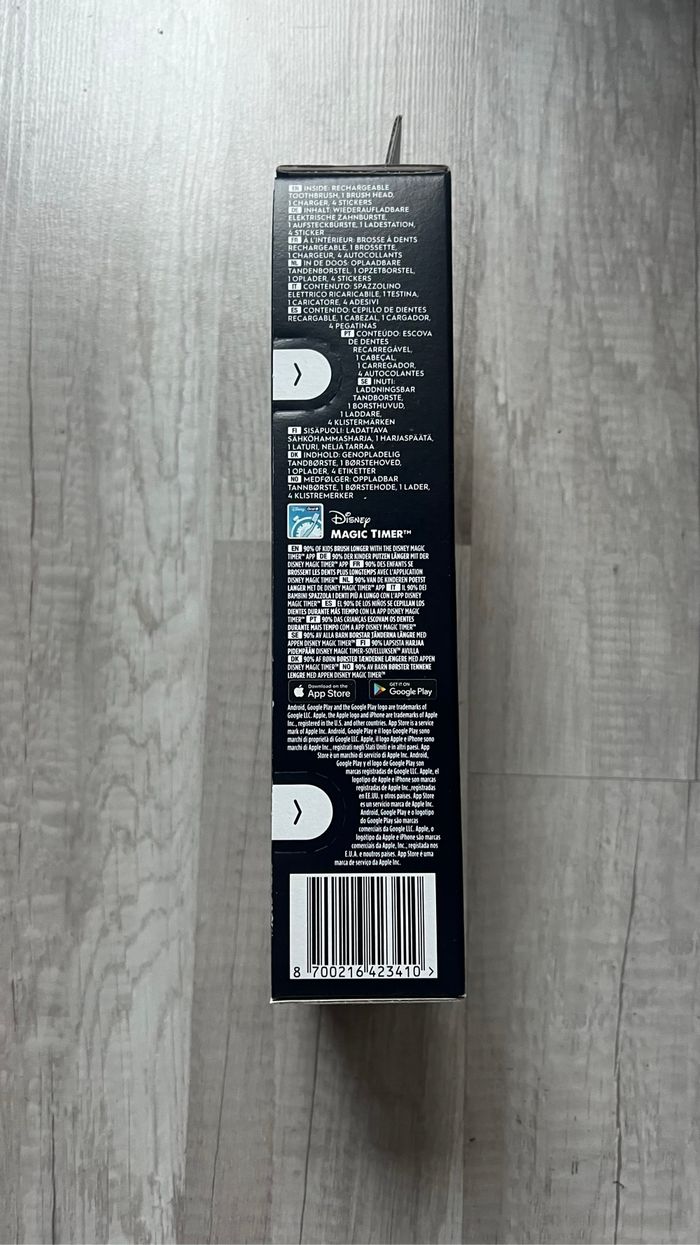 EN INSIDE: RECHARGEABLE
TOOTHBRUSH, 1 BRUSH HEAD,
1 CHARGER, 4 STICKERS
DE INHALT: WIEDERAUFLADBARE
ELEKTRISCHE ZAHNBÜRSTE,
1 AUFSTECKBÜRSTE, 1 LADESTATION,
4 STICKER
FR À L'INTÉRIEUR: BROSSE À DENTS
RECHARGEABLE, 1 BROSSETTE,
1 CHARGEUR, 4 AUTOCOLLANTS
NL IN DE DOOS: OPLAADBARE
TANDENBORSTEL, 1 OPZETBORSTEL,
1 OPLADER, 4 STICKERS
IT CONTENUTO: SPAZZOLINO
ELETTRICO RICARICABILE, 1 TESTINA,
1 CARICATORE, 4 ADESIVI
ES CONTENIDO: CEPILLO DE DIENTES
RECARGABLE, 1 CABEZAL, 1 CARGADOR,
4 PEGATINAS
PT CONTEÚDO: ESCOVA
DE DENTES
RECARREGÁVEL,
1 CABEÇAL,
1 CARREGADOR,
4 AUTOCOLANTES
SE INUTI:
LADDNINGSBAR
TANDBORSTE,
1 BORSTHUVUD,
1 LADDARE,
4 KLISTERMÄRKEN
FI SISÄPUOLI: LADATTAVA
SÄHKÖHAMMASHARJA, 1 HARJASPÄÄTÄ,
1 LATURI, NELJÄ TARRAA
DK INDHOLD: GENOPLADELIG
TANDBØRSTE, 1 BØRSTEHOVED,
1 OPLADER, 4 ETIKETTER
NO MEDFØLGER: OPPLADBAR
TANNBØRSTE, 1 BØRSTEHODE, 1 LADER,
4 KLISTREMERKER
Disney
MAGIC TIMER™
EN 90% OF KIDS BRUSH LONGER WITH THE DISNEY MAGIC
TIMER™ APP DE 90% DER KINDER PUTZEN LÄNGER MIT DER
DISNEY MAGIC TIMER™ APP FR 90% DES ENFANTS SE
BROSSENT LES DENTS PLUS LONGTEMPS AVEC L'APPLICATION
DISNEY MAGIC TIMER™ NL 90% VAN DE KINDEREN POETST
LANGER MET DE DISNEY MAGIC TIMER™ APP IT IL 90% DEI
BAMBINI SPAZZOLA I DENTI PIÙ A LUNGO CON L'APP DISNEY
MAGIC TIMER™ ES EL 90% DE LOS NIÑOS SE CEPILLAN LOS
DIENTES DURANTE MÁS TIEMPO CON LA APP DISNEY MAGIC
TIMER™ PT 90% DAS CRIANÇAS ESCOVAM OS DENTES
DURANTE MAIS TEMPO COM A APP DISNEY MAGIC TIMER™
SE 90% AV ALLA BARN BORSTAR TÄNDERNA LÄNGRE MED
APPEN DISNEY MAGIC TIMER™ FI 90% LAPSISTA HARJAA
PIDEMPÄÄN DISNEY MAGIC TIMER-SOVELLUKSEN™ AVULLA
DK 90% AF BØRN BØRSTER TÆNDERNE LÆNGERE MED APPEN
DISNEY MAGIC TIMER™ NO 90% AV BARN BØRSTER TENNENE
LENGRE MED APPEN DISNEY MAGIC TIMER™
Download on the
App Store
GET IT ON
Google Play
Android, Google Play and the Google Play logo are trademarks of
Google LLC. Apple, the Apple logo and iPhone are trademarks of Apple
Inc., registered in the U.S. and other countries. App Store is a service
mark of Apple Inc. Android, Google Play e il logo Google Play sono
marchi di proprietà di Google LLC. Apple, il logo Apple e iPhone sono
marchi di Apple Inc., registrati negli Stati Uniti e in altri paesi. App
Store è un marchio di servizio di Apple Inc. Android,
Google Play y el logo de Google Play son
marcas registradas de Google LLC. Apple, el
logotipo de Apple e iPhone son marcas
registradas de Apple Inc., registradas
en EE.UU. y otros países. App Store
es un servicio marca de Apple Inc.
Android, Google Play e o logotipo
do Google Play são marcas
comerciais da Google LLC. Apple, o
logótipo da Apple e iPhone são marcas
comerciais da Apple, Inc., registada nos
E.U.A. e noutros países. App Store é uma
marca de serviço da Apple Inc.
8 700216 423410 >